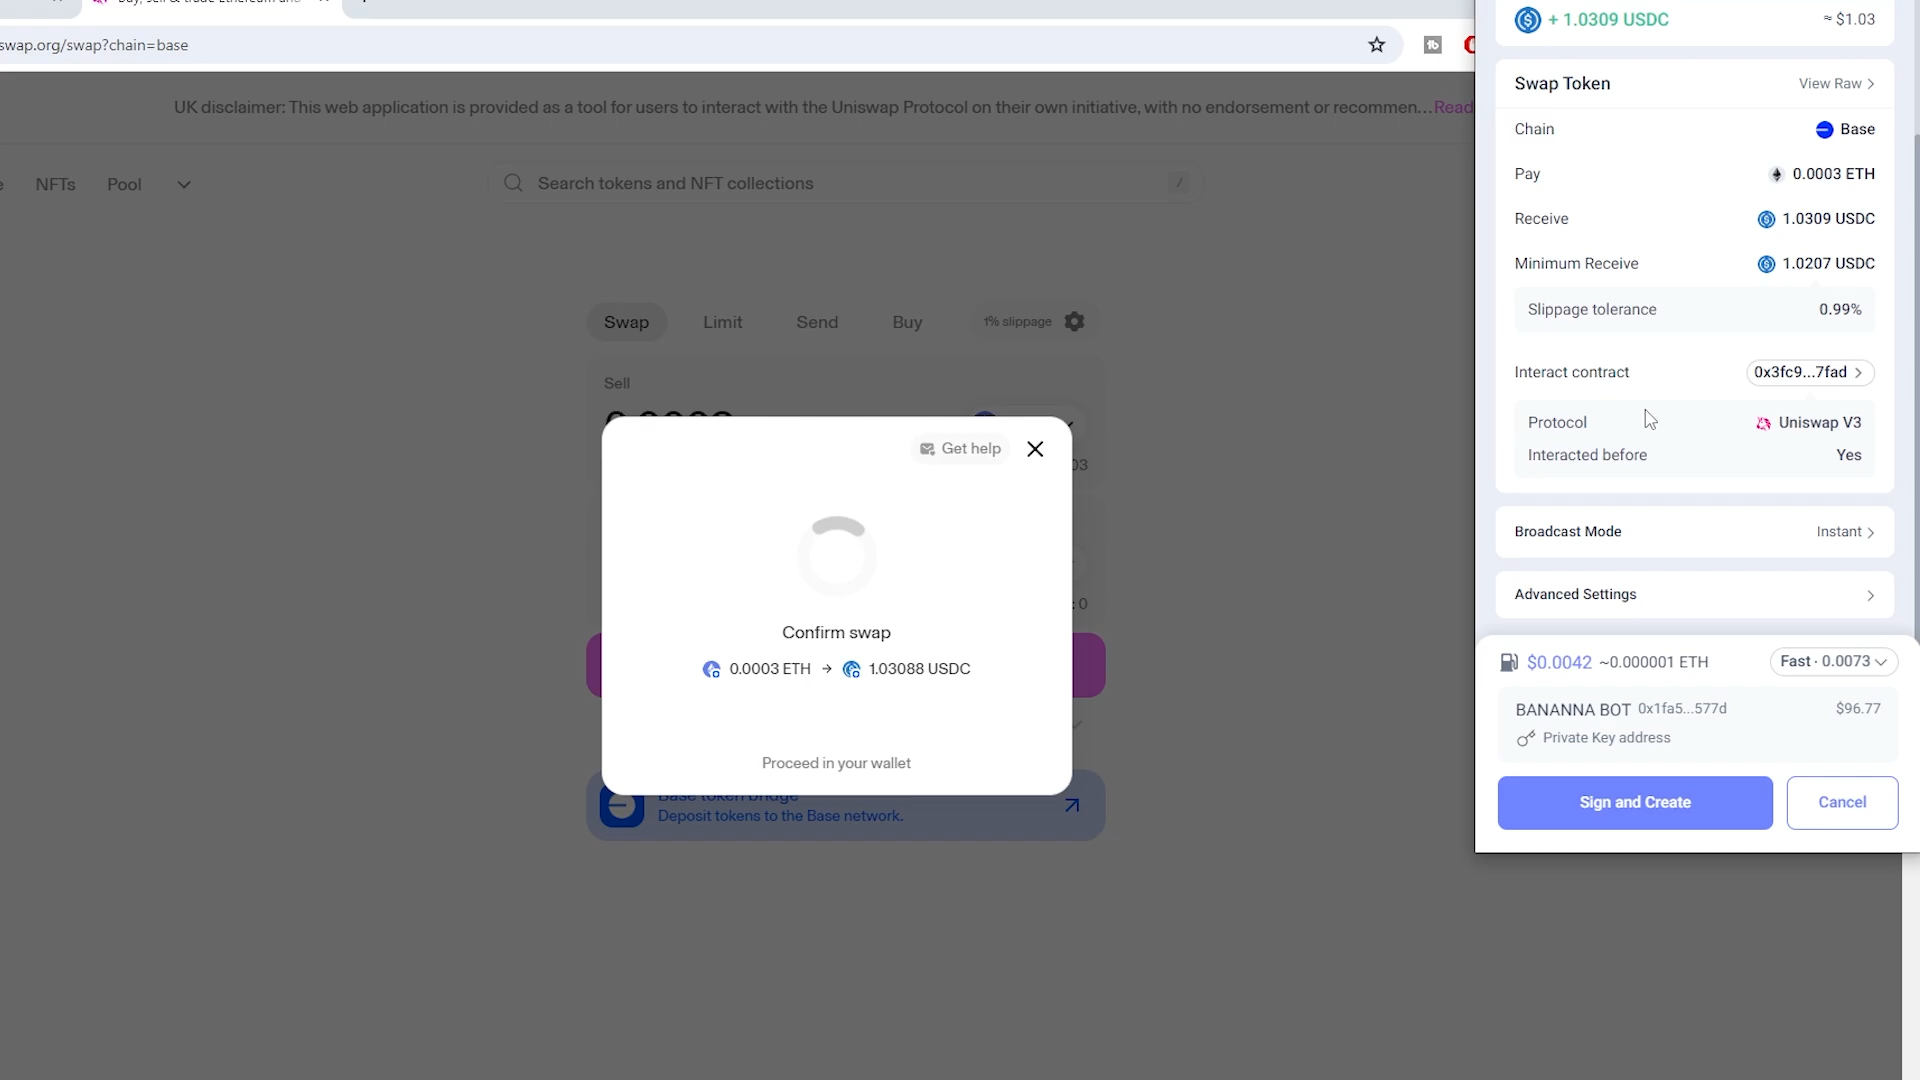 swap.org/swap?chain=base
UK disclaimer: This web application is provided as a tool for users to interact with the Uniswap Protocol on their own initiative, with no endorsement or recommen... Read
NFTs
Pool
Search tokens and NFT collections
/
Swap
Limit
Send
Buy
1% slippage
Sell
03
Get help
: 0
Confirm swap
0.0003 ETH → 1.03088 USDC
Proceed in your wallet
Base token bridge
Deposit tokens to the Base network.
+ 1.0309 USDC
≈ $1.03
Swap Token
View Raw >
Chain
Base
Pay
0.0003 ETH
Receive
1.0309 USDC
Minimum Receive
1.0207 USDC
Slippage tolerance
0.99%
Interact contract
0x3fc9...7fad >
Protocol
Uniswap V3
Interacted before
Yes
Broadcast Mode
Instant >
Advanced Settings
>
$0.0042 ~0.000001 ETH
Fast · 0.0073
BANANNA BOT 0x1fa5...577d
$96.77
Private Key address
Sign and Create
Cancel